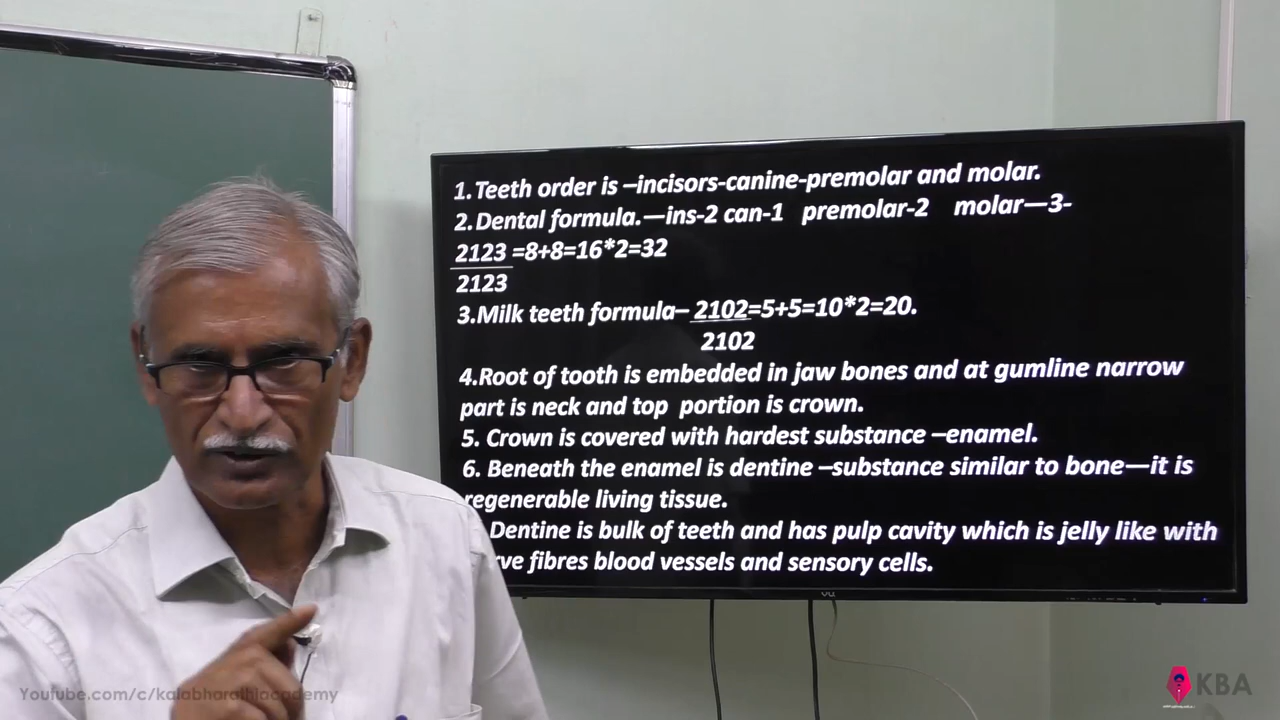 1. Teeth order is –incisors-canine-premolar and molar.
2. Dental formula.—ins-2 can-1 premolar-2 molar—3-
2123 =8+8=16*2=32
2123
3.Milk teeth formula– 2102=5+5=10*2=20.
2102
4.Root of tooth is embedded in jaw bones and at gumline narrow
part is neck and top portion is crown.
5. Crown is covered with hardest substance –enamel.
6. Beneath the enamel is dentine –substance similar to bone—it is
regenerable living tissue.
Dentine is bulk of teeth and has pulp cavity which is jelly like with
fibres blood vessels and sensory cells.
Youtube.com/c/kalabharathiacademy
KBA